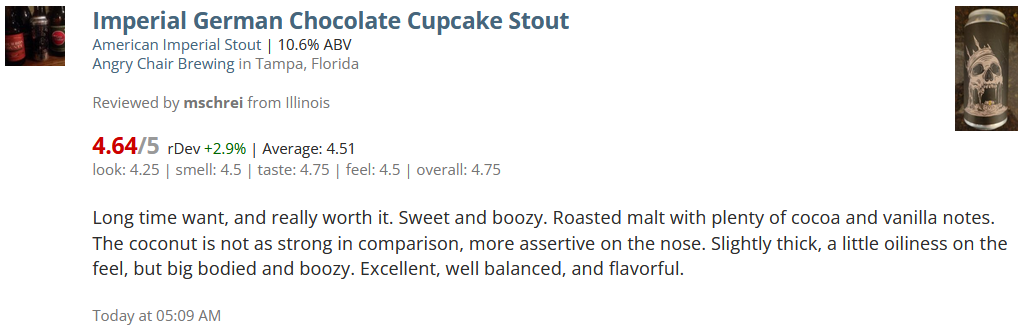 Imperial German Chocolate Cupcake Stout
American Imperial Stout | 10.6% ABV
Angry Chair Brewing in Tampa, Florida
Reviewed by mschrei from Illinois
4.64/5 rDev +2.9% | Average: 4.51
look: 4.25 | smell: 4.5 | taste: 4.75 | feel: 4.5 | overall: 4.75
Long time want, and really worth it. Sweet and boozy. Roasted malt with plenty of cocoa and vanilla notes.
The coconut is not as strong in comparison, more assertive on the nose. Slightly thick, a little oiliness on the
feel, but big bodied and boozy. Excellent, well balanced, and flavorful.
Today at 05:09 AM